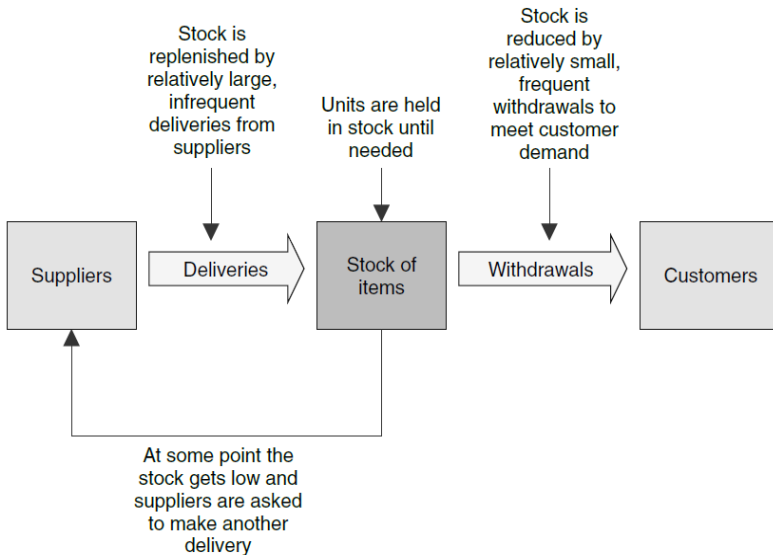 Stock is
replenished by
relatively large,
infrequent
deliveries from
suppliers
Units are held
in stock until
needed
Stock is
reduced by
relatively small,
frequent
withdrawals to
meet customer
demand
Suppliers
Deliveries
Stock of
items
Withdrawals
Customers
At some point the
stock gets low and
suppliers are asked
to make another
delivery